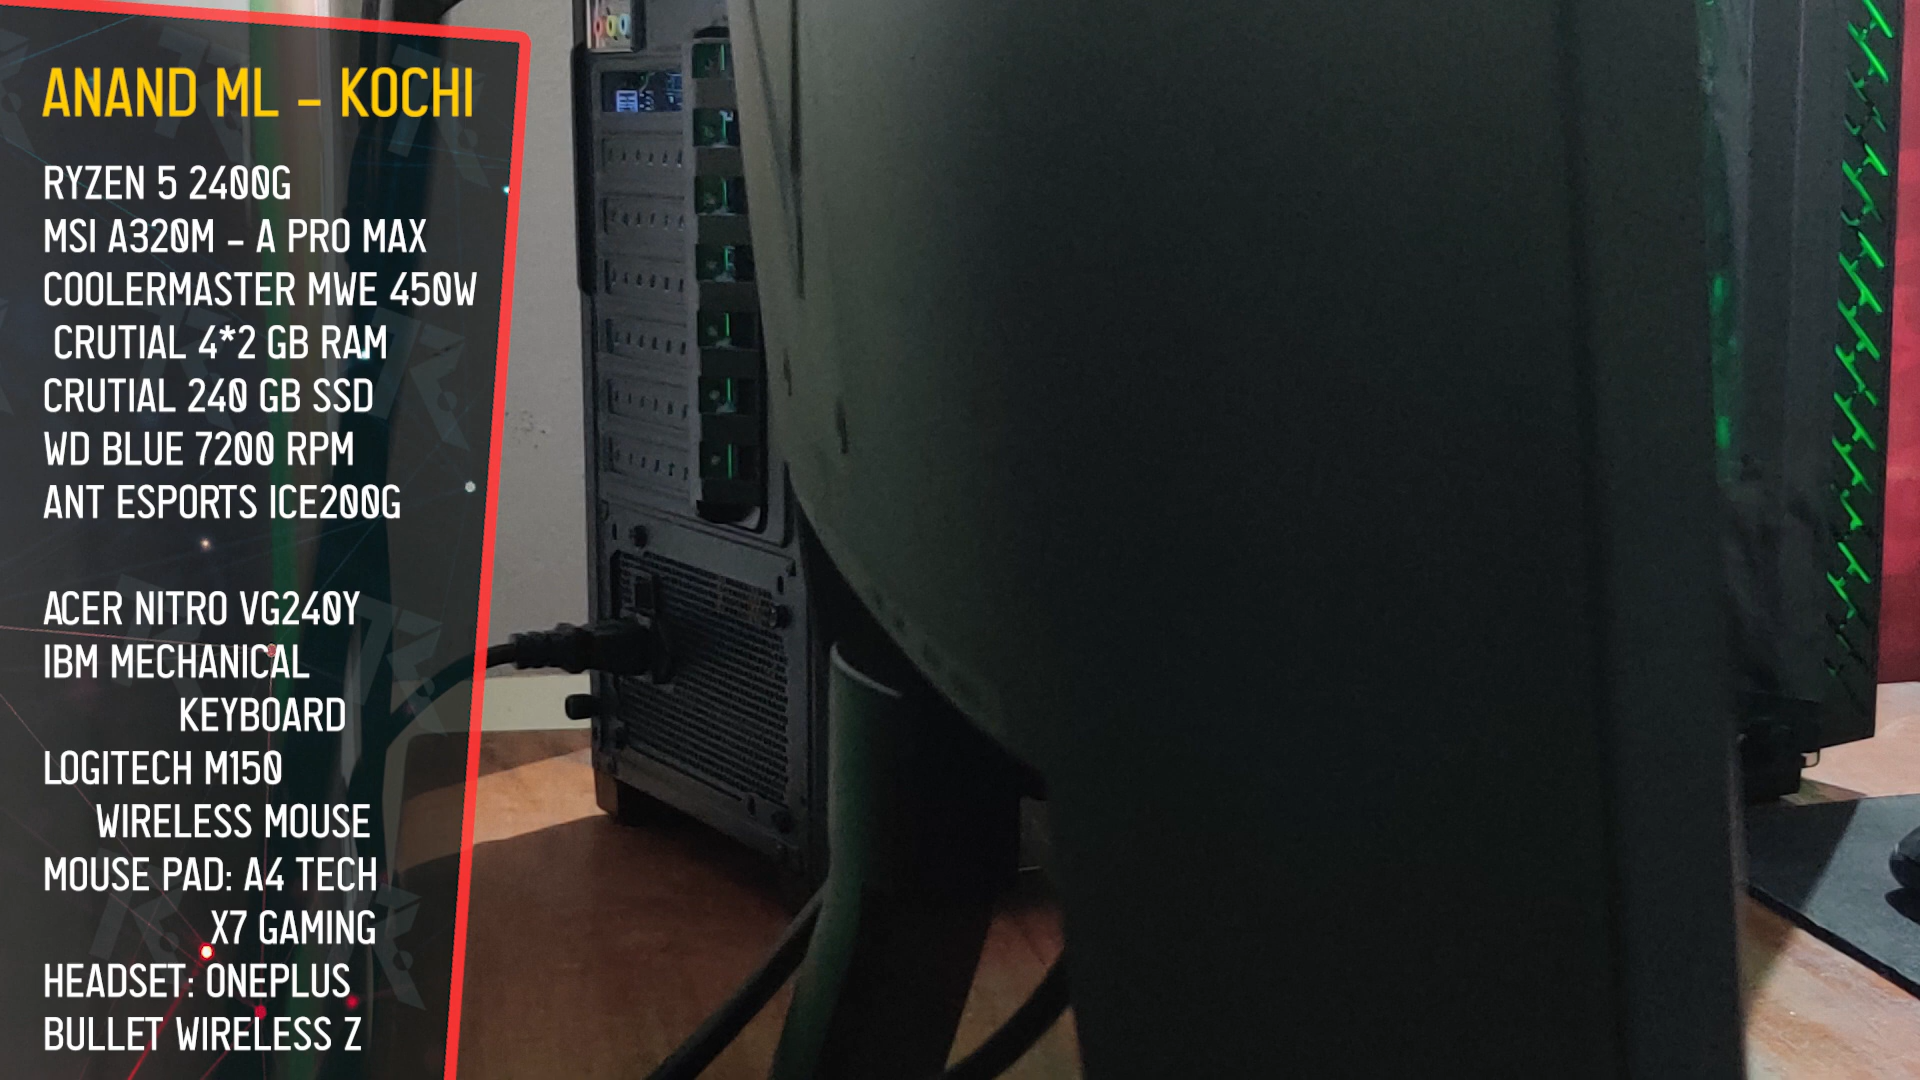 ANAND ML - KOCHI
RYZEN 5 2400G
MSI A320M - A PRO MAX
COOLERMASTER MWE 450W
CRUTIAL 4*2 GB RAM
CRUTIAL 240 GB SSD
WD BLUE 7200 RPM
ANT ESPORTS ICE200G
ACER NITRO VG240Y
IBM MECHANICAL
KEYBOARD
LOGITECH M150
WIRELESS MOUSE
MOUSE PAD: A4 TECH
X7 GAMING
HEADSET: ONEPLUS
BULLET WIRELESS Z